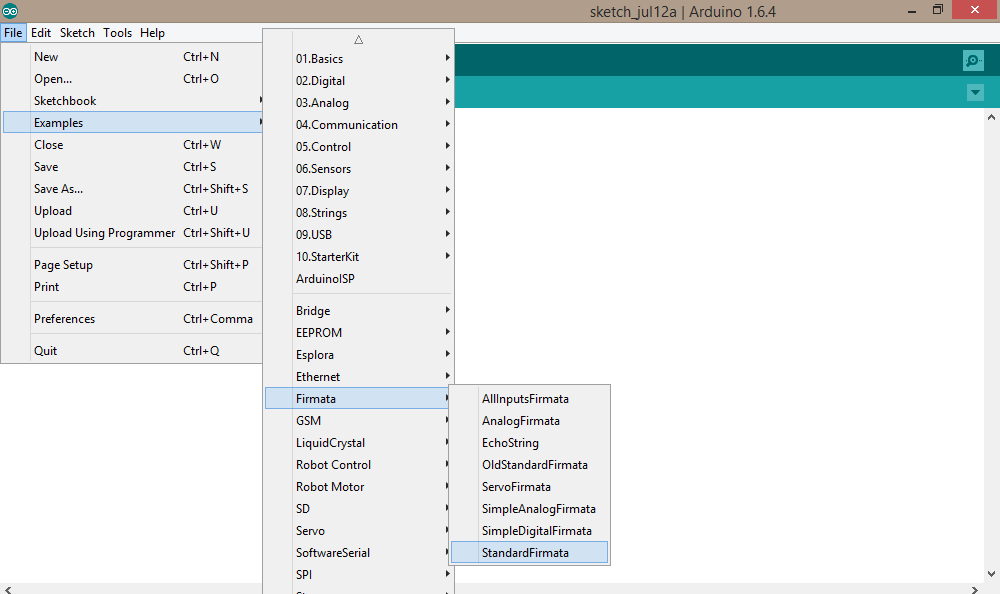 sketch_jul12a | Arduino 1.6.4
File Edit Sketch Tools Help
New Ctrl+N
Open... Ctrl+O
Sketchbook
Examples
Close Ctrl+W
Save Ctrl+S
Save As... Ctrl+Shift+S
Upload Ctrl+U
Upload Using Programmer Ctrl+Shift+U
Page Setup Ctrl+Shift+P
Print Ctrl+P
Preferences Ctrl+Comma
Quit Ctrl+Q
01.Basics
02.Digital
03.Analog
04.Communication
05.Control
06.Sensors
07.Display
08.Strings
09.USB
10.StarterKit
ArduinoISP
Bridge
EEPROM
Esplora
Ethernet
Firmata
GSM
LiquidCrystal
Robot Control
Robot Motor
SD
Servo
SoftwareSerial
SPI
AllInputsFirmata
AnalogFirmata
EchoString
OldStandardFirmata
ServoFirmata
SimpleAnalogFirmata
SimpleDigitalFirmata
StandardFirmata